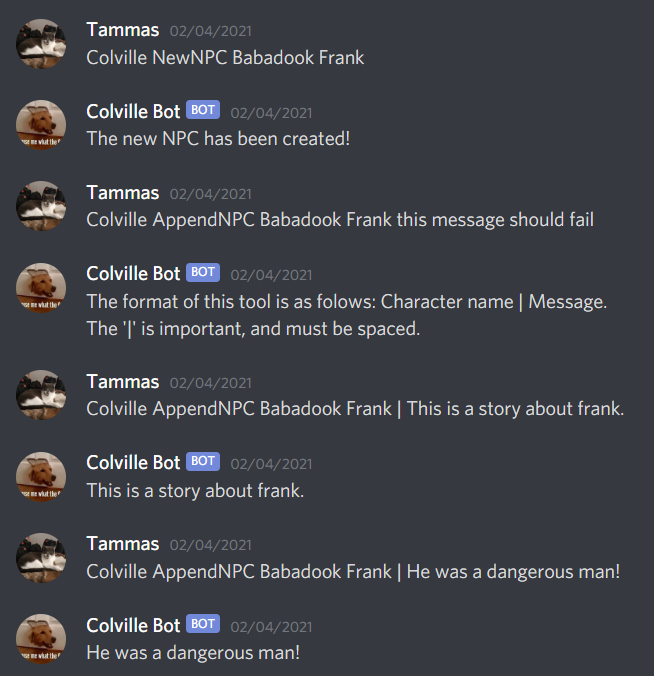 Tammas 02/04/2021
Colville NewNPC Babadook Frank
Colville Bot BOT 02/04/2021
The new NPC has been created!
Tammas 02/04/2021
Colville AppendNPC Babadook Frank this message should fail
Colville Bot BOT 02/04/2021
The format of this tool is as folows: Character name | Message.
The '|' is important, and must be spaced.
Tammas 02/04/2021
Colville AppendNPC Babadook Frank | This is a story about frank.
Colville Bot BOT 02/04/2021
This is a story about frank.
Tammas 02/04/2021
Colville AppendNPC Babadook Frank | He was a dangerous man!
Colville Bot BOT 02/04/2021
He was a dangerous man!